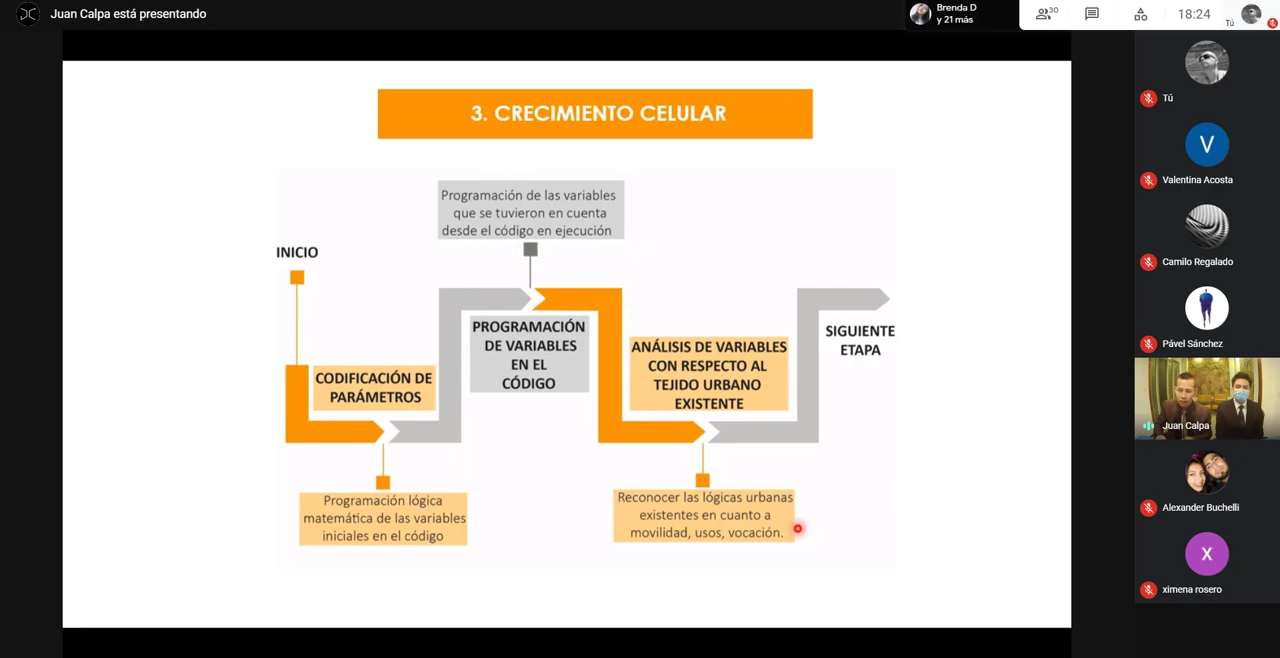 Juan Calpa está presentando
Brenda D
y 21 más
30
18:24
Tú
3. CRECIMIENTO CELULAR
Programación de las variables
que se tuvieron en cuenta
desde el código en ejecución
INICIO
PROGRAMACIÓN
DE VARIABLES
EN EL
CÓDIGO
SIGUIENTE
ETAPA
ANÁLISIS DE VARIABLES
CON RESPECTO AL
TEJIDO URBANO
EXISTENTE
CODIFICACIÓN DE
PARÁMETROS
Programación lógica
matemática de las variables
iniciales en el código
Reconocer las lógicas urbanas
existentes en cuanto a
movilidad, usos, vocación.
Tú
V
Valentina Acosta
Camilo Regalado
Pável Sánchez
Juan Calpa
Alexander Buchelli
X
ximena rosero